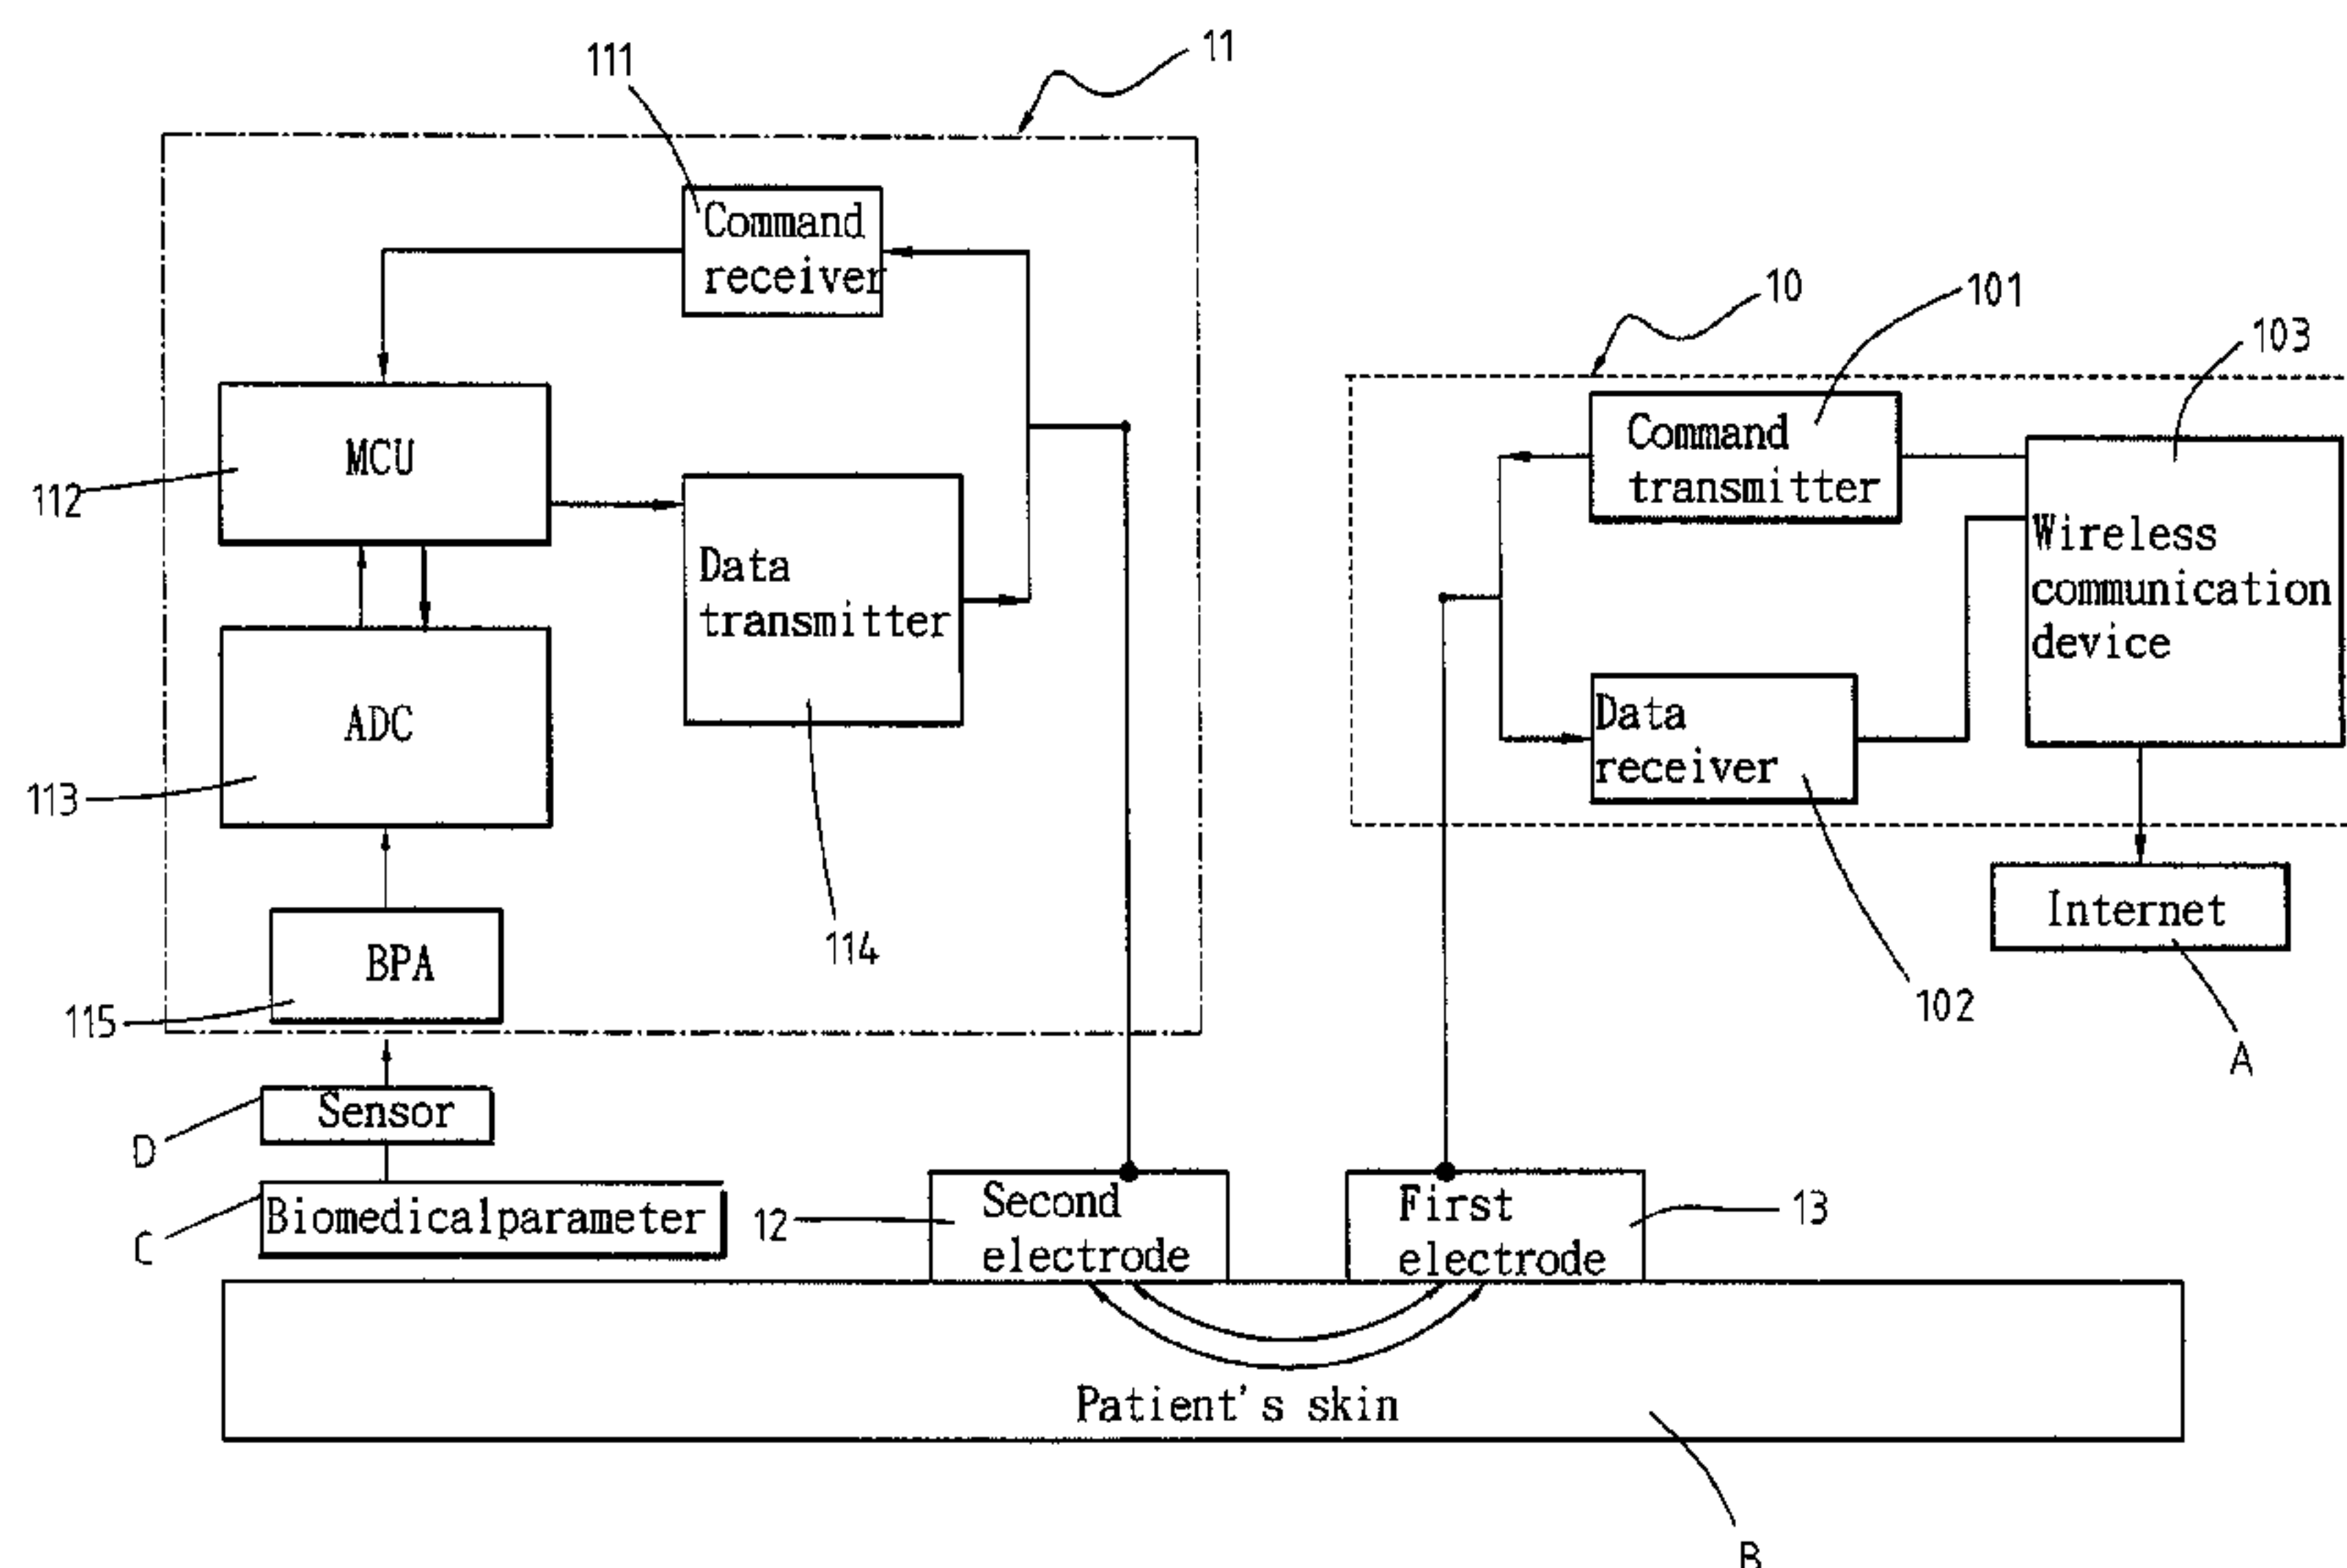 11
111
Command
receiver
10
101
103
Command
transmitter
MCU
112
Wireless
communication
device
Data
transmitter
ADC
Data
receiver
113
114
Internet
BPA
102
115
A
Sensor
D
Biomedicalparameter
C
12
Second
electrode
First
electrode
13
Patient's skin
B